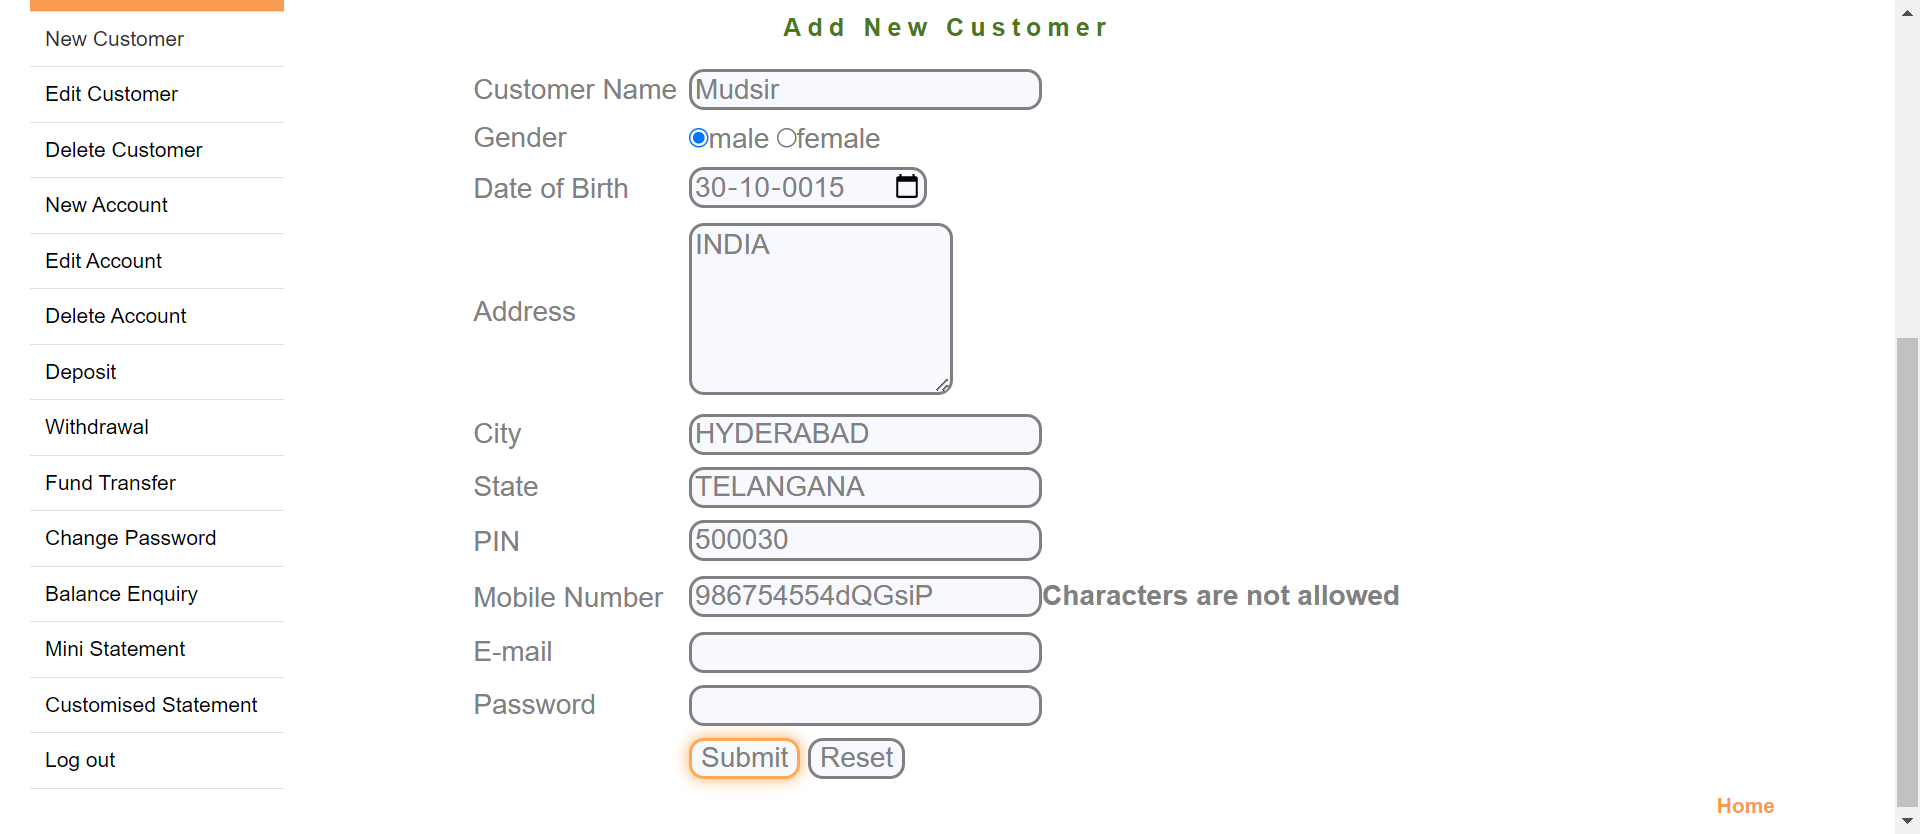 New Customer
Edit Customer
Delete Customer
New Account
Edit Account
Delete Account
Deposit
Withdrawal
Fund Transfer
Change Password
Balance Enquiry
Mini Statement
Customised Statement
Log out
Add New Customer
Customer Name Mudsir
Gender male female
Date of Birth 30-10-0015
Address INDIA
City HYDERABAD
State TELANGANA
PIN 500030
Mobile Number 986754554dQGsiP Characters are not allowed
E-mail
Password
Submit Reset
Home